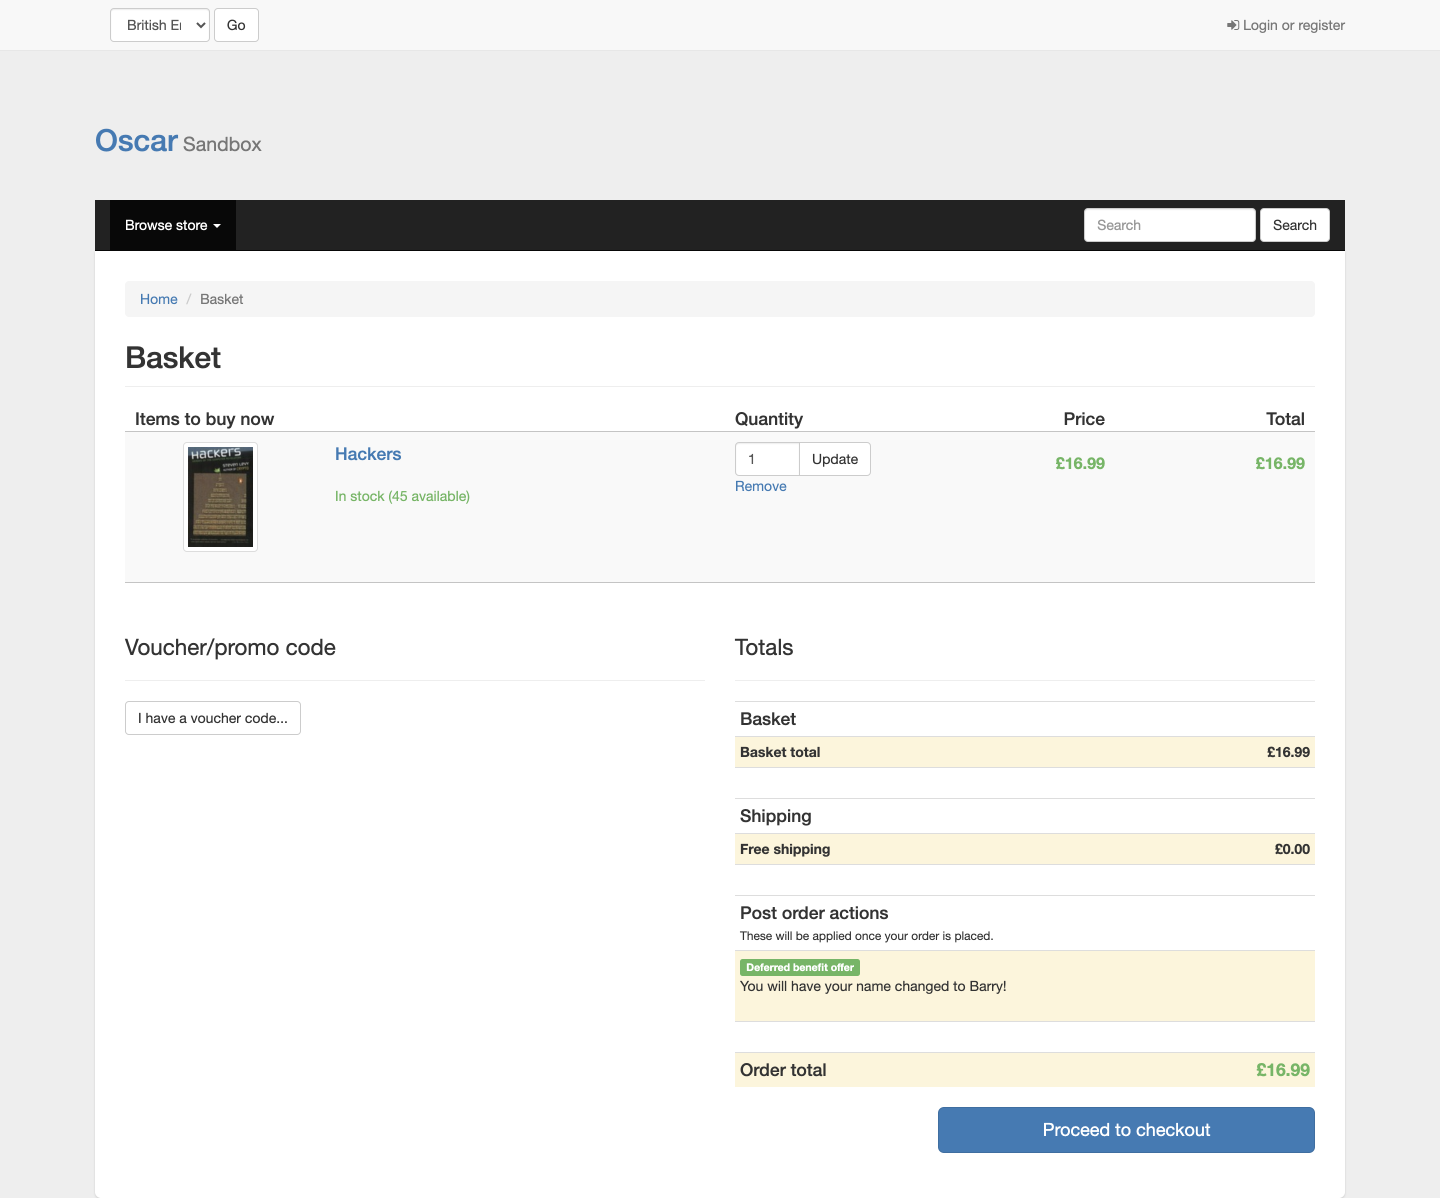 British Er
Go
Login or register
Oscar Sandbox
Browse store
Search
Search
Home / Basket
Basket
Items to buy now
Quantity
Price
Total
HACKERS
STEVEN LEVY
Hackers
In stock (45 available)
1
Update
Remove
£16.99
£16.99
Voucher/promo code
I have a voucher code...
Totals
Basket
Basket total £16.99
Shipping
Free shipping £0.00
Post order actions
These will be applied once your order is placed.
Deferred benefit offer
You will have your name changed to Barry!
Order total £16.99
Proceed to checkout